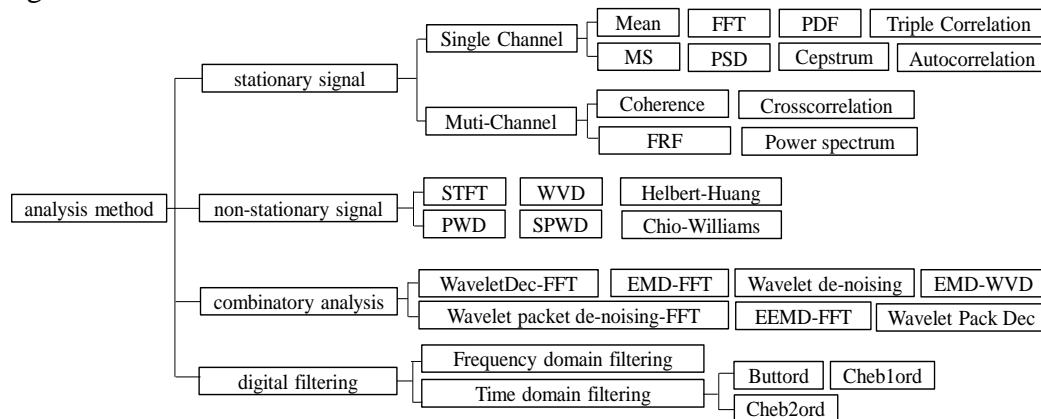 Single Channel
Mean
FFT
PDF
Triple Correlation
MS
PSD
Cepstrum
Autocorrelation
stationary signal
Muti-Channel
Coherence
Crosscorrelation
FRF
Power spectrum
analysis method
non-stationary signal
STFT
WVD
Helbert-Huang
PWD
SPWD
Chio-Williams
combinatory analysis
WaveletDec-FFT
EMD-FFT
Wavelet de-noising
EMD-WVD
Wavelet packet de-noising-FFT
EEMD-FFT
Wavelet Pack Dec
digital filtering
Frequency domain filtering
Time domain filtering
Buttord
Cheb1ord
Cheb2ord